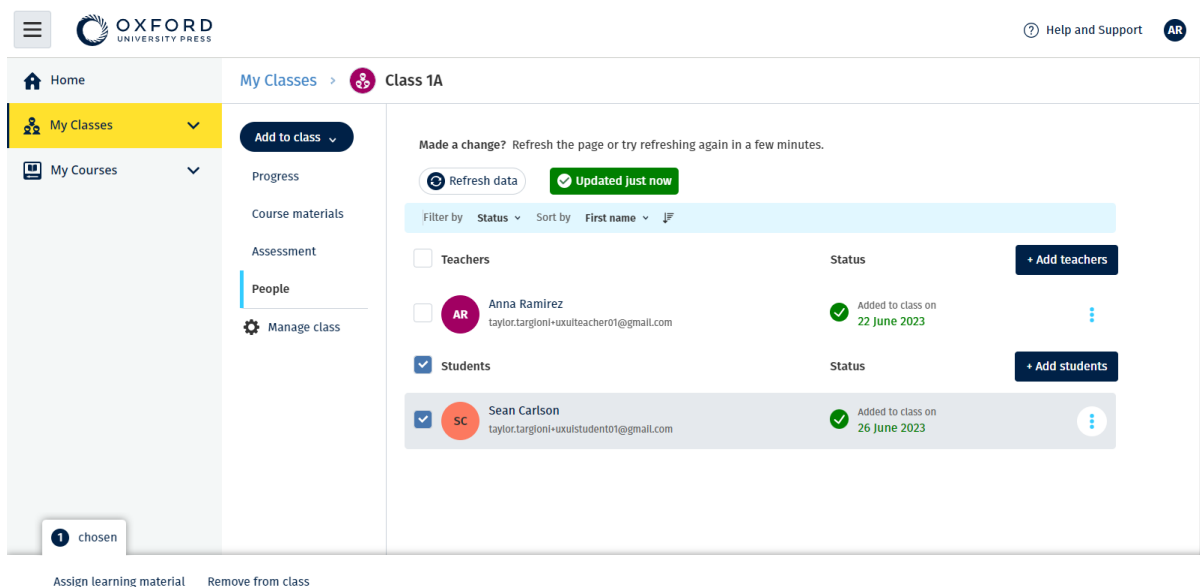 OXFORD
UNIVERSITY PRESS
Help and Support
AR
Home
My Classes
My Courses
My Classes > Class 1A
Add to class
Progress
Course materials
Assessment
People
Manage class
Made a change? Refresh the page or try refreshing again in a few minutes.
Refresh data
Updated just now
Filter by Status Sort by First name
Teachers Status + Add teachers
AR
Anna Ramirez
taylor.targioni+uxuiteacher01@gmail.com
Added to class on
22 June 2023
Students Status + Add students
SC
Sean Carlson
taylor.targioni+uxuistudent01@gmail.com
Added to class on
26 June 2023
1 chosen
Assign learning material Remove from class